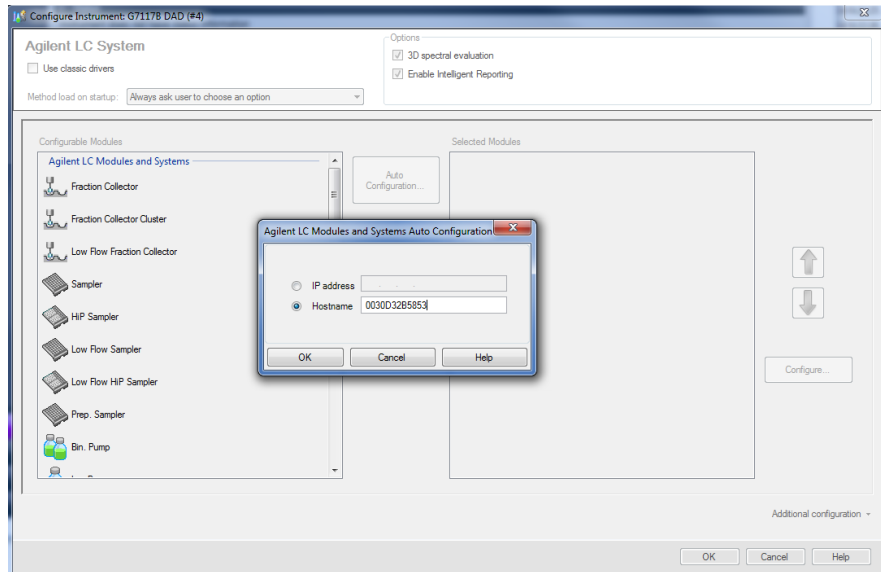 Configure Instrument: G7117B DAD (#4)
Agilent LC System
Use classic drivers
Method load on startup: Always ask user to choose an option
Options
3D spectral evaluation
Enable Intelligent Reporting
Configurable Modules
Agilent LC Modules and Systems
Fraction Collector
Fraction Collector Cluster
Low Flow Fraction Collector
Sampler
HiP Sampler
Low Flow Sampler
Low Flow HiP Sampler
Prep. Sampler
Bin. Pump
Auto
Configuration...
Selected Modules
Agilent LC Modules and Systems Auto Configuration
IP address
Hostname 0030D32B5853
OK Cancel Help
Configure...
Additional configuration
OK Cancel Help